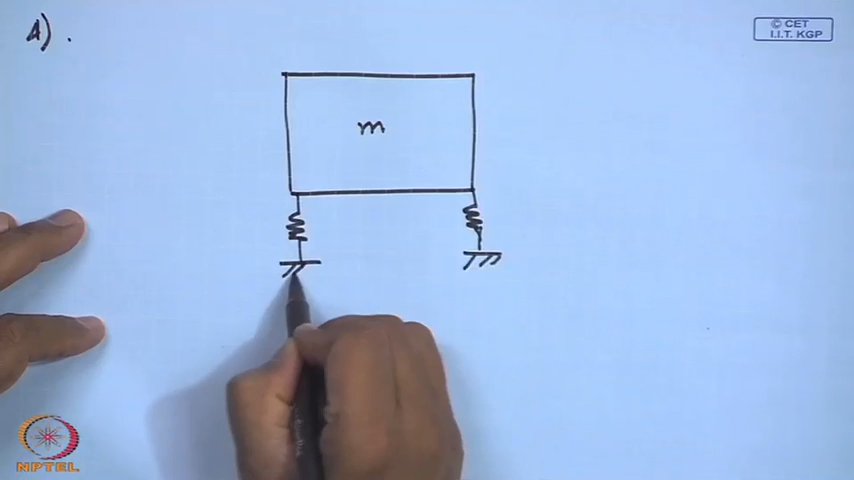 A).
© CET
I.I.T. KGP
m
NPTEL